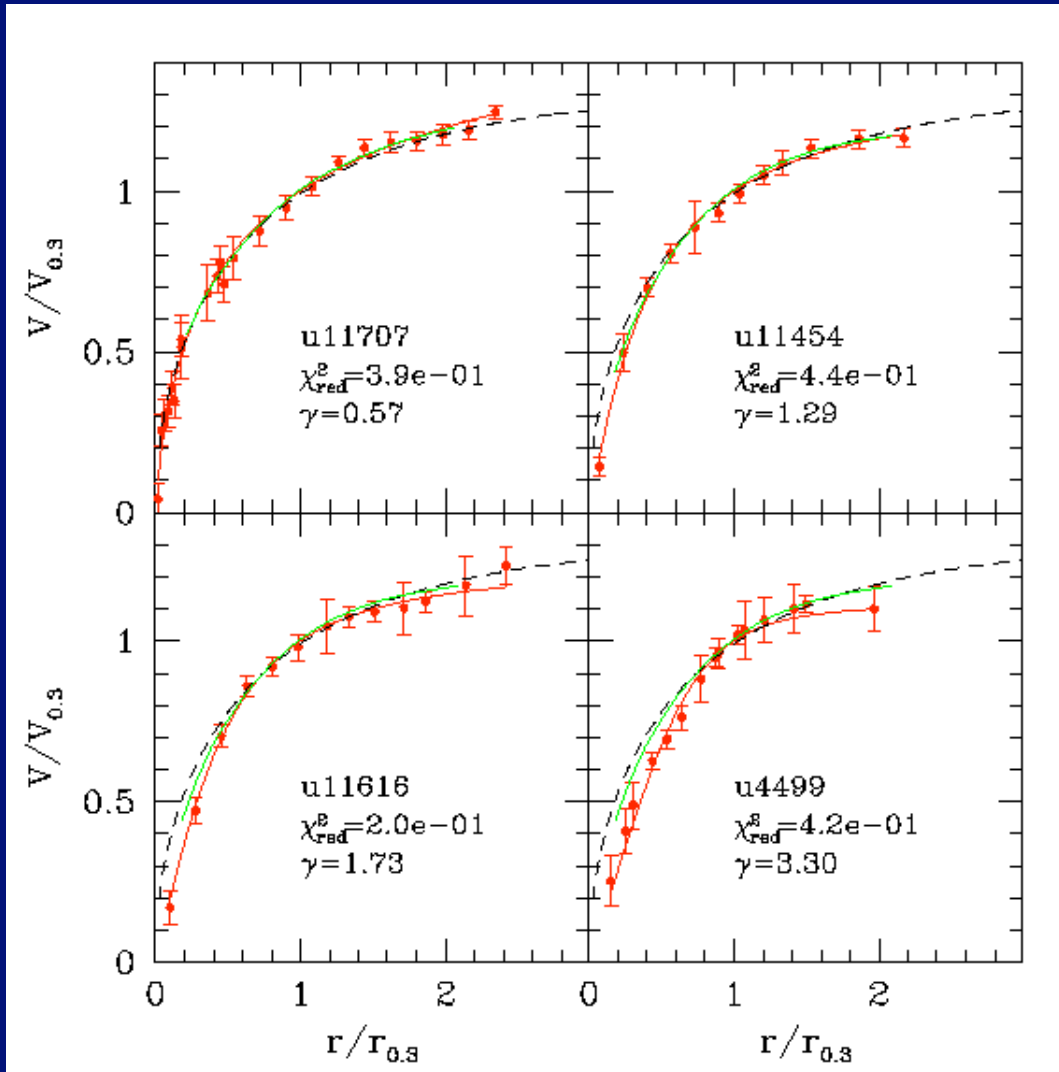 V/V0.3
1
0.5
0
u11707
χ²red=3.9e−01
γ=0.57
u11454
χ²red=4.4e−01
γ=1.29
V/V0.3
1
0.5
0
u11616
χ²red=2.0e−01
γ=1.73
u4499
χ²red=4.2e−01
γ=3.30
0 1 2 0 1 2
r/r0.3 r/r0.3